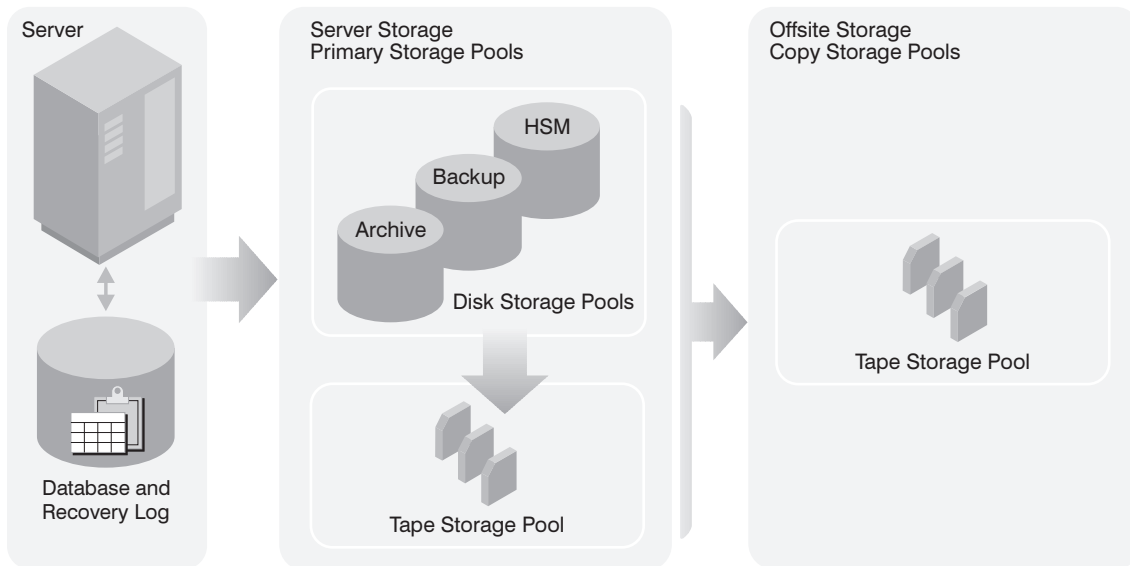 Server
Database and
Recovery Log
Server Storage
Primary Storage Pools
HSM
Backup
Archive
Disk Storage Pools
Tape Storage Pool
Offsite Storage
Copy Storage Pools
Tape Storage Pool